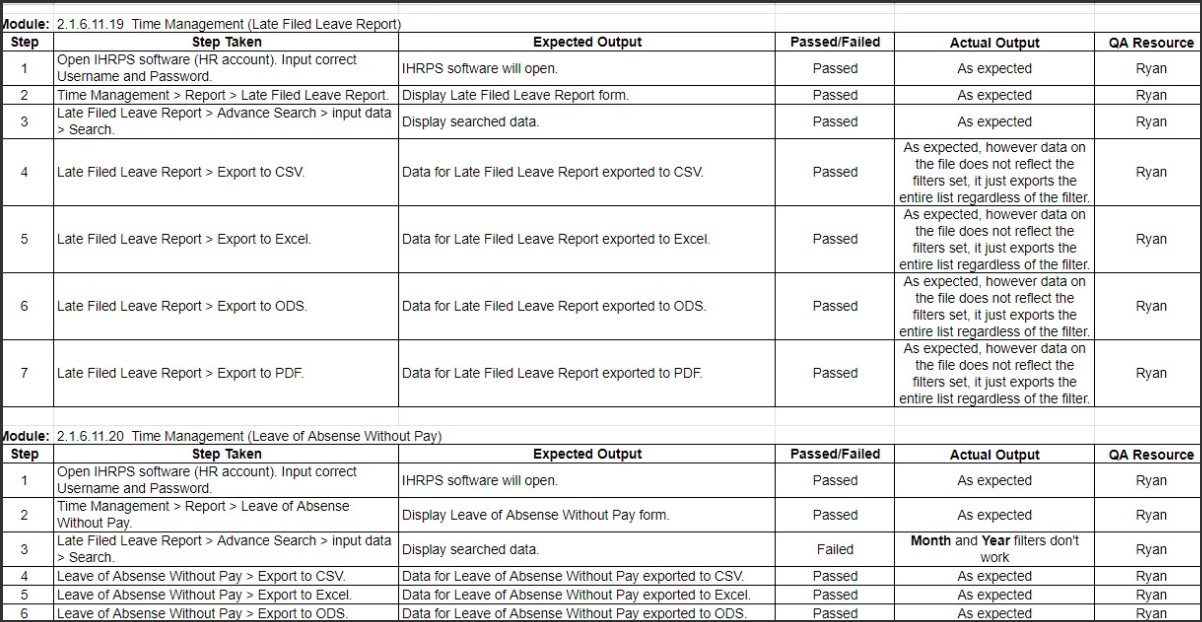 Module: 2.1.6.11.19 Time Management (Late Filed Leave Report)
Step Step Taken Expected Output Passed/Failed Actual Output QA Resource
1 Open IHRPS software (HR account). Input correct
Username and Password. IHRPS software will open. Passed As expected Ryan
2 Time Management > Report > Late Filed Leave Report. Display Late Filed Leave Report form. Passed As expected Ryan
3 Late Filed Leave Report > Advance Search > input data
> Search. Display searched data. Passed As expected Ryan
4 Late Filed Leave Report > Export to CSV. Data for Late Filed Leave Report exported to CSV. Passed As expected, however data on
the file does not reflect the
filters set, it just exports the
entire list regardless of the filter. Ryan
5 Late Filed Leave Report > Export to Excel. Data for Late Filed Leave Report exported to Excel. Passed As expected, however data on
the file does not reflect the
filters set, it just exports the
entire list regardless of the filter. Ryan
6 Late Filed Leave Report > Export to ODS. Data for Late Filed Leave Report exported to ODS. Passed As expected, however data on
the file does not reflect the
filters set, it just exports the
entire list regardless of the filter. Ryan
7 Late Filed Leave Report > Export to PDF. Data for Late Filed Leave Report exported to PDF. Passed As expected, however data on
the file does not reflect the
filters set, it just exports the
entire list regardless of the filter. Ryan
Module: 2.1.6.11.20 Time Management (Leave of Absense Without Pay)
Step Step Taken Expected Output Passed/Failed Actual Output QA Resource
1 Open IHRPS software (HR account). Input correct
Username and Password. IHRPS software will open. Passed As expected Ryan
2 Time Management > Report > Leave of Absense
Without Pay. Display Leave of Absense Without Pay form. Passed As expected Ryan
3 Late Filed Leave Report > Advance Search > input data
> Search. Display searched data. Failed Month and Year filters don't
work Ryan
4 Leave of Absense Without Pay > Export to CSV. Data for Leave of Absense Without Pay exported to CSV. Passed As expected Ryan
5 Leave of Absense Without Pay > Export to Excel. Data for Leave of Absense Without Pay exported to Excel. Passed As expected Ryan
6 Leave of Absense Without Pay > Export to ODS. Data for Leave of Absense Without Pay exported to ODS. Passed As expected Ryan